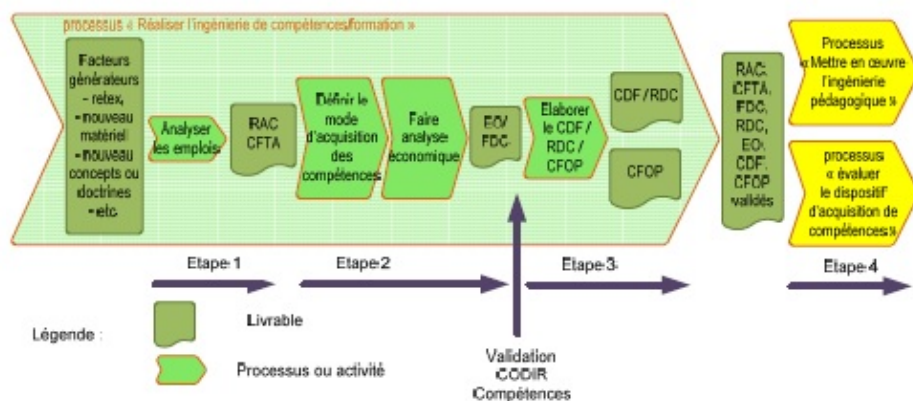 processus « Réaliser l'ingénierie de compétences/formation »
Facteurs
générateurs
- retex,
- nouveau
matériel
- nouveau
concepts ou
doctrines
- etc.
Analyser
les emplois
RAC
CFTA
Définir le
mode
d'acquisition
des
compétences
Faire
analyse
économique
EO/
FDC
Elaborer
le CDF /
RDC /
CFOP
CDF / RDC
CFOP
RAC,
CFTA,
FDC,
RDC,
EO,
CDF,
CFOP
validés
Processus
« Mettre en œuvre
l'ingénierie
pédagogique »
processus
« évaluer
le dispositif
d'acquisition de
compétences »
Etape 1
Etape 2
Etape 3
Etape 4
Légende :
Livrable
Processus ou activité
Validation
CODIR
Compétences